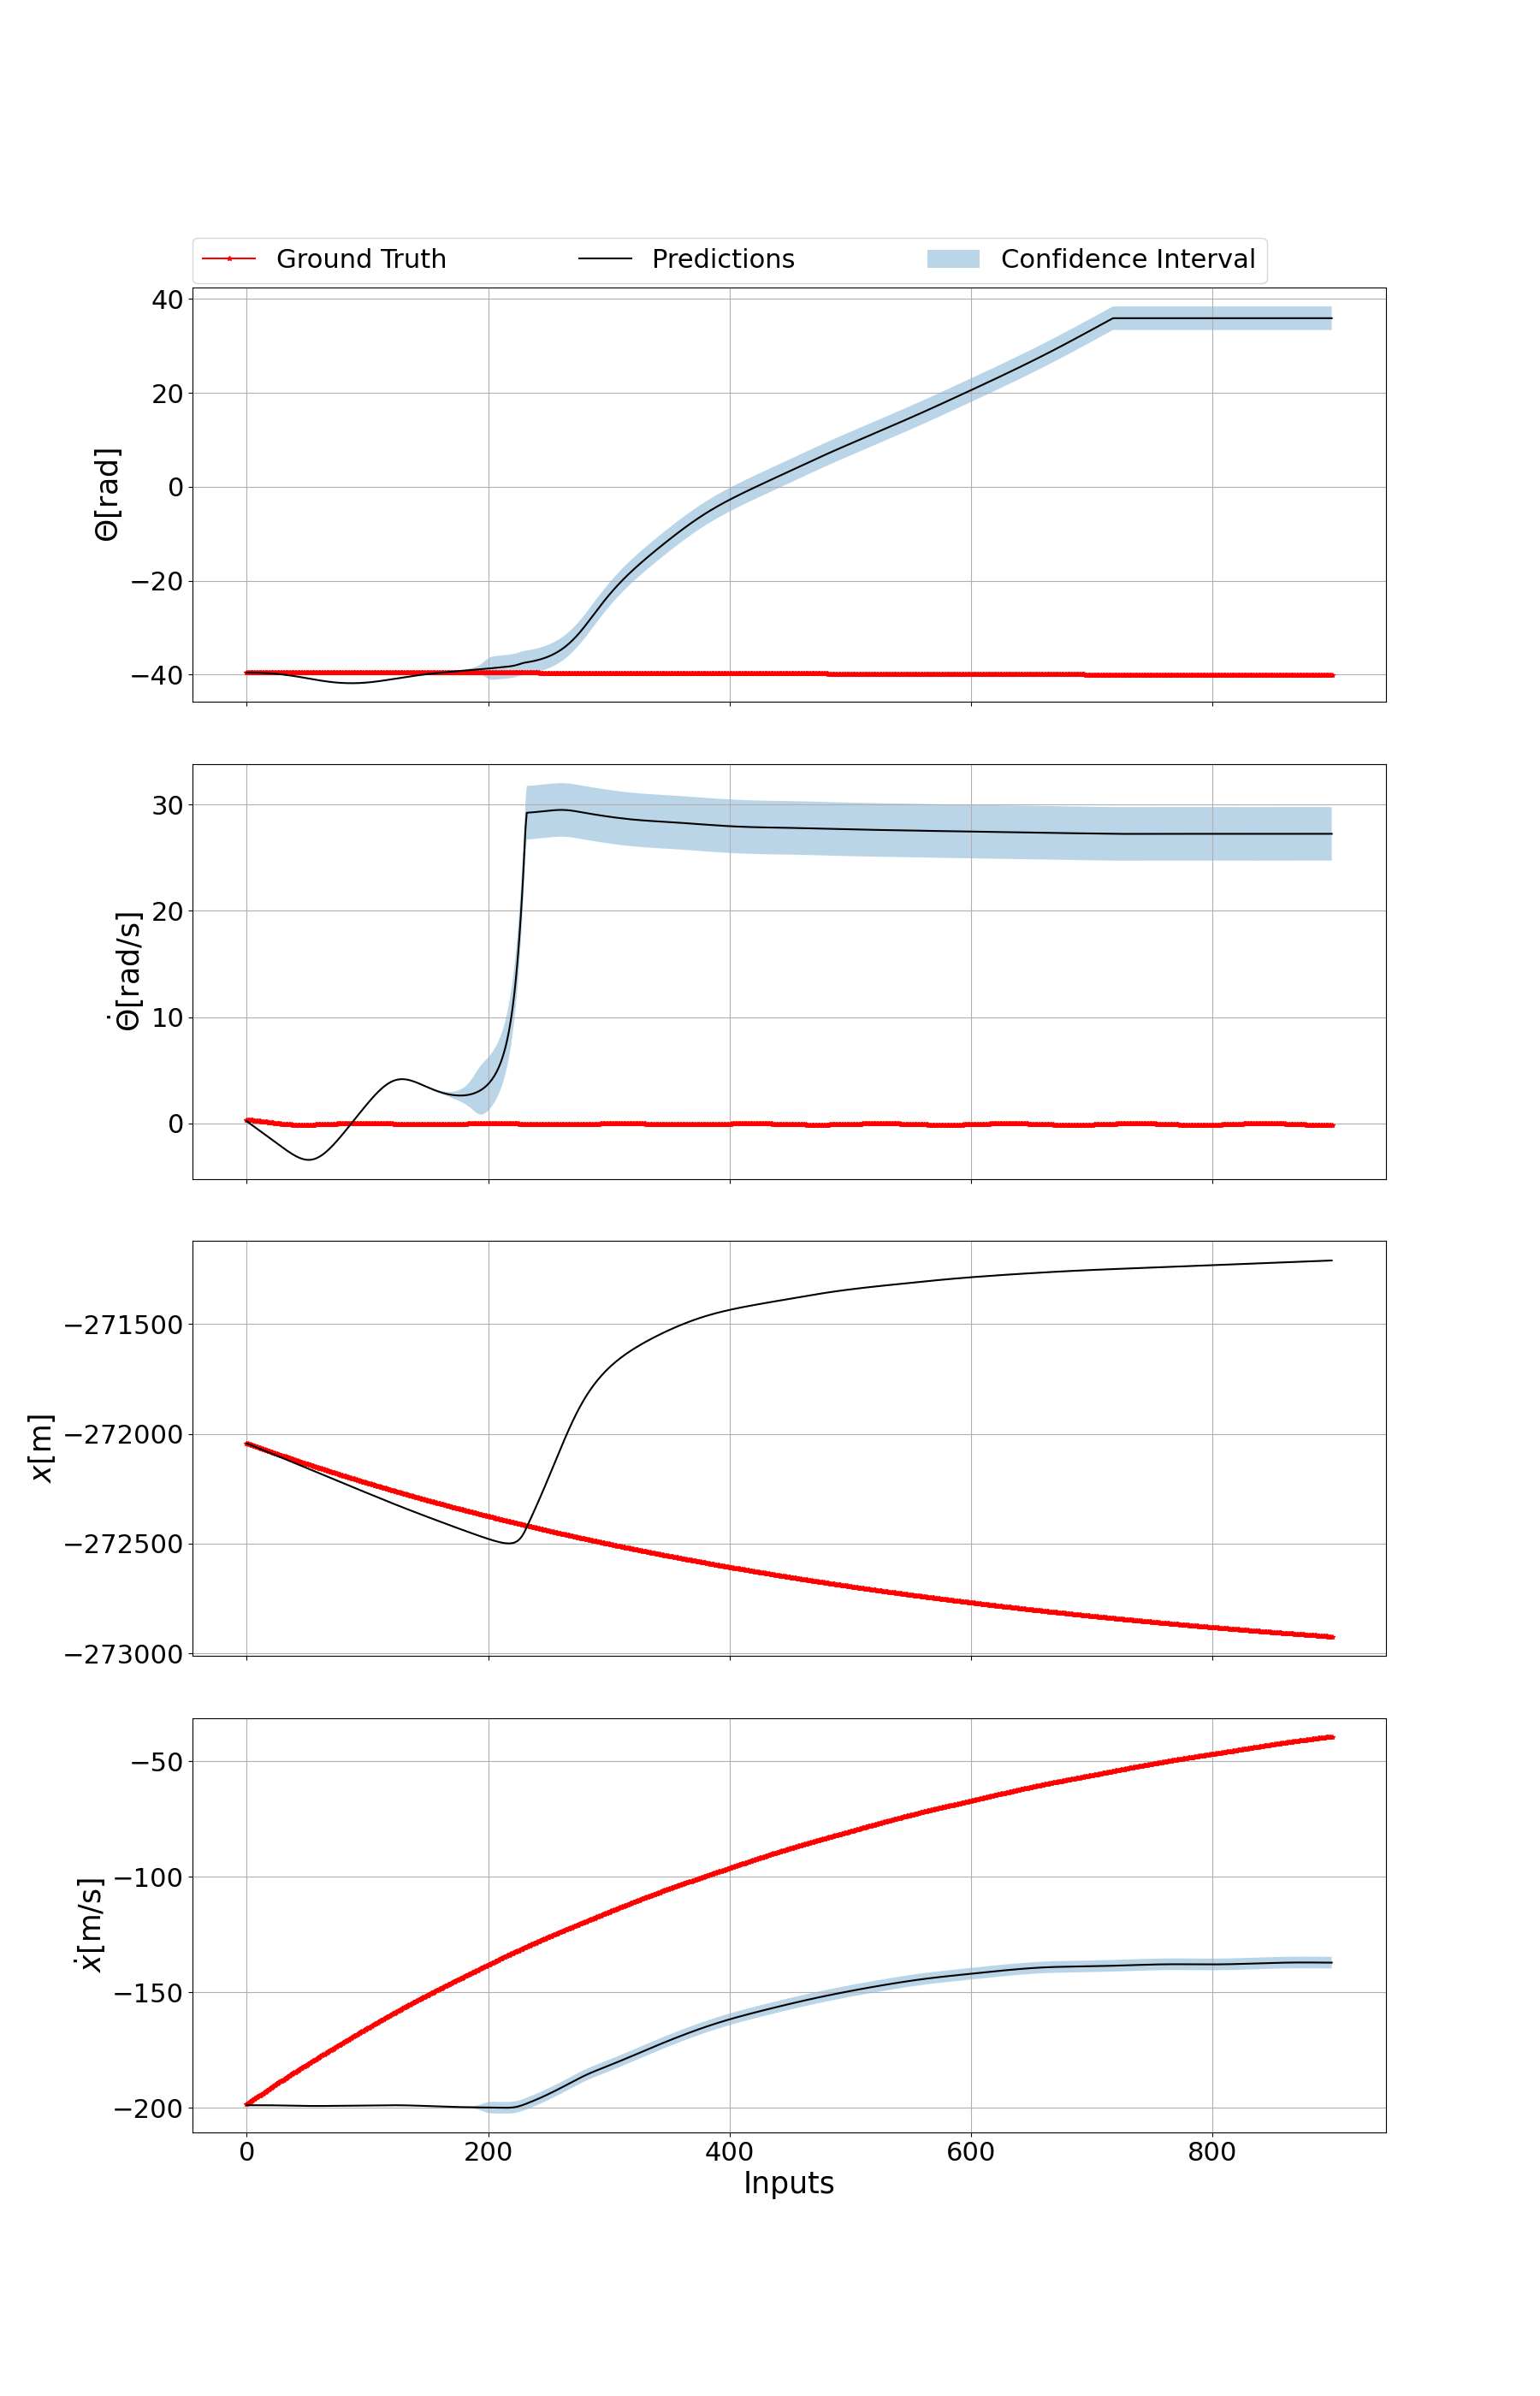 Ground Truth Predictions Confidence Interval
40
20
0
−20
−40
Θ[rad]
30
20
10
0
Θ̇[rad/s]
−271500
−272000
−272500
−273000
x[m]
−50
−100
−150
−200
ẋ[m/s]
0 200 400 600 800
Inputs